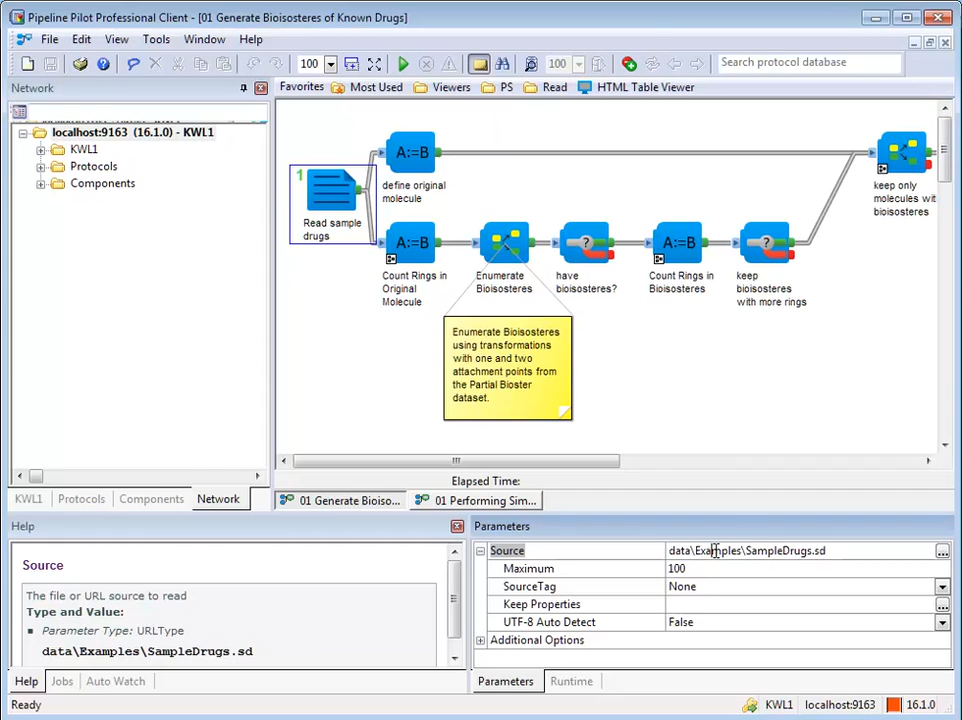 Pipeline Pilot Professional Client - [01 Generate Bioisosteres of Known Drugs]
File Edit View Tools Window Help
100 100 Search protocol database
Network
Favorites Most Used Viewers PS Read HTML Table Viewer
localhost:9163 (16.1.0) - KWL1
KWL1
Protocols
Components
1
Read sample
drugs
A:=B
define original
molecule
keep only
molecules wit
bioisosteres
A:=B
Count Rings in
Original
Molecule
Enumerate
Bioisosteres
?
have
bioisosteres?
A:=B
Count Rings in
Bioisosteres
?
keep
bioisosteres
with more rings
Enumerate Bioisosteres
using transformations
with one and two
attachment points from
the Partial Bioster
dataset.
Elapsed Time:
KWL1 Protocols Components Network
01 Generate Bioiso... 01 Performing Sim...
Help
Source
The file or URL source to read
Type and Value:
Parameter Type: URLType
data\Examples\SampleDrugs.sd
Help Jobs Auto Watch
Parameters
Source data\Examples\SampleDrugs.sd ...
Maximum 100
SourceTag None
Keep Properties ...
UTF-8 Auto Detect False
Additional Options
Parameters Runtime
Ready KWL1 localhost:9163 16.1.0